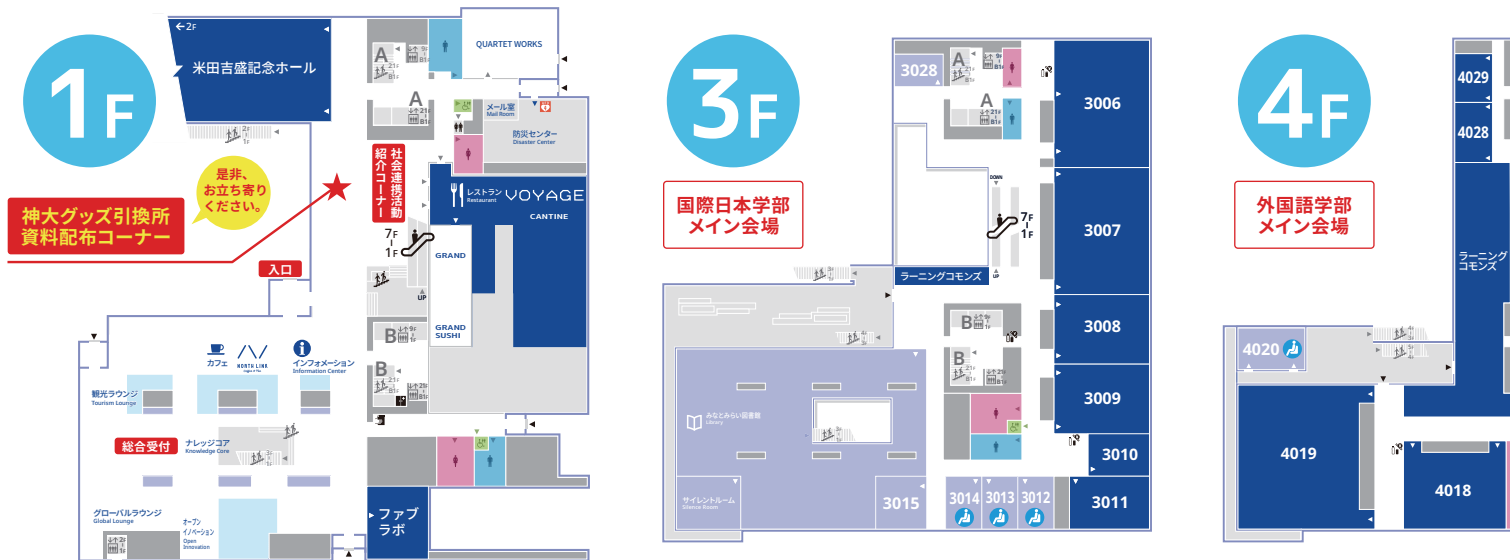 1F
←2F
米田吉盛記念ホール
是非、
お立ち寄り
ください。
神大グッズ引換所
資料配布コーナー
入口
社会連携活動
紹介コーナー
A
A
QUARTET WORKS
メール室
Mail Room
防災センター
Disaster Center
レストラン
Restaurant
VOYAGE
CANTINE
7F
1F
UP
GRAND
GRAND
SUSHI
B
B
カフェ
NORTH LINK
インフォメーション
Information Center
観光ラウンジ
Tourism Lounge
総合受付
ナレッジコア
Knowledge Core
グローバルラウンジ
Global Lounge
オープン
イノベーション
Open
Innovation
ファブ
ラボ
3F
国際日本学部
メイン会場
3028
A
A
3006
DOWN
7F
1F
UP
3007
ラーニングコモンズ
B
B
3008
3009
みなとみらい図書館
Library
サイレントルーム
Silence Room
3010
3015
3014
3013
3012
3011
4F
外国語学部
メイン会場
4029
4028
ラーニング
コモンズ
4020
4019
4018